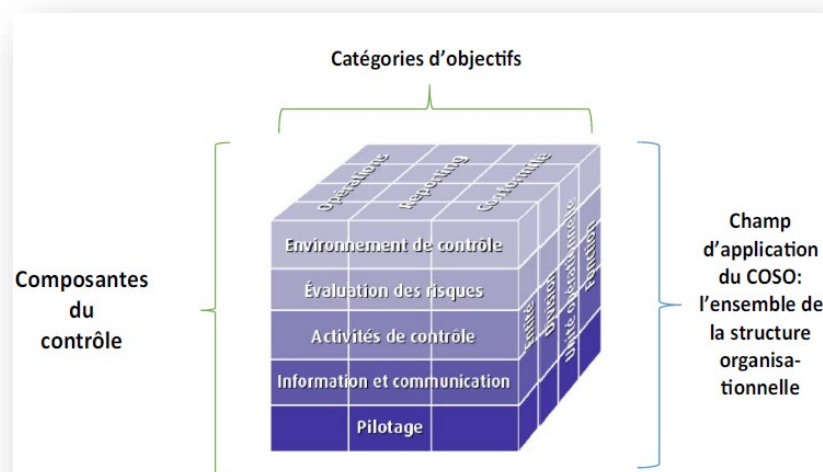 Catégories d’objectifs
Opérations
Reporting
Conformité
Environnement de contrôle
Évaluation des risques
Activités de contrôle
Information et communication
Pilotage
Entité
Division
Unité opérationnelle
Fonction
Composantes
du
contrôle
Champ
d’application
du COSO:
l’ensemble de
la structure
organisa-
tionnelle